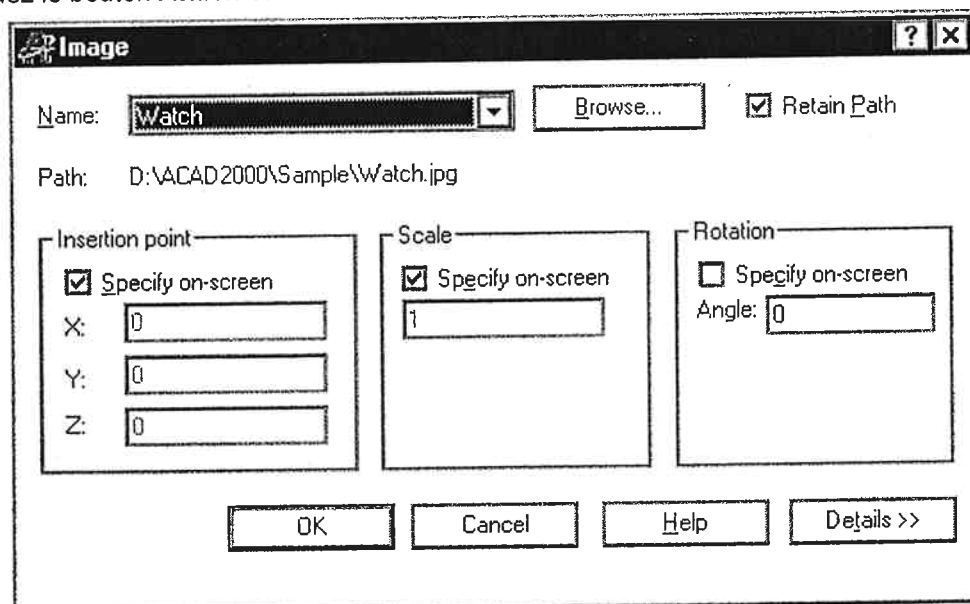 Image
Name: Watch Browse... Retain Path
Path: D:\ACAD2000\Sample\Watch.jpg
Insertion point
Specify on-screen
X: 0
Y: 0
Z: 0
Scale
Specify on-screen
1
Rotation
Specify on-screen
Angle: 0
OK Cancel Help Details >>